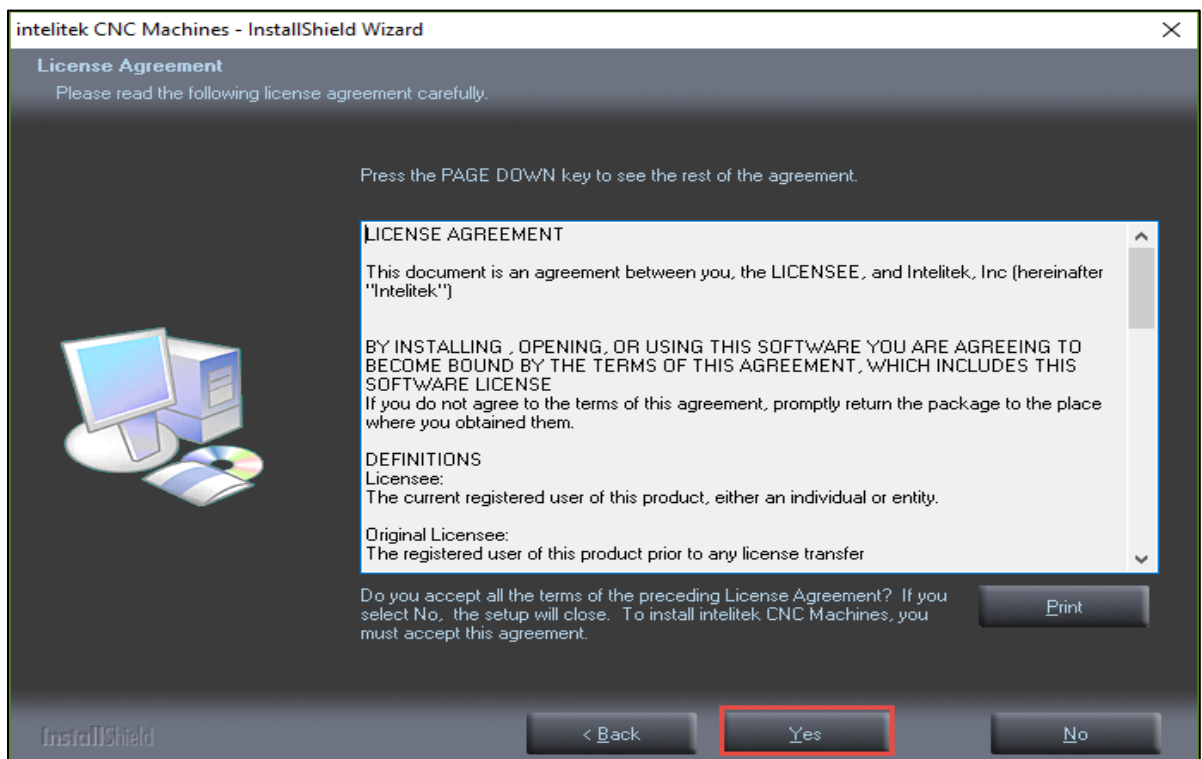 intelitek CNC Machines - InstallShield Wizard
License Agreement
Please read the following license agreement carefully.
Press the PAGE DOWN key to see the rest of the agreement.
LICENSE AGREEMENT
This document is an agreement between you, the LICENSEE, and Intelitek, Inc (hereinafter
"Intelitek")
BY INSTALLING , OPENING, OR USING THIS SOFTWARE YOU ARE AGREEING TO
BECOME BOUND BY THE TERMS OF THIS AGREEMENT, WHICH INCLUDES THIS
SOFTWARE LICENSE
If you do not agree to the terms of this agreement, promptly return the package to the place
where you obtained them.
DEFINITIONS
Licensee:
The current registered user of this product, either an individual or entity.
Original Licensee:
The registered user of this product prior to any license transfer
Do you accept all the terms of the preceding License Agreement? If you
select No, the setup will close. To install intelitek CNC Machines, you
must accept this agreement.
Print
InstallShield
< Back
Yes
No